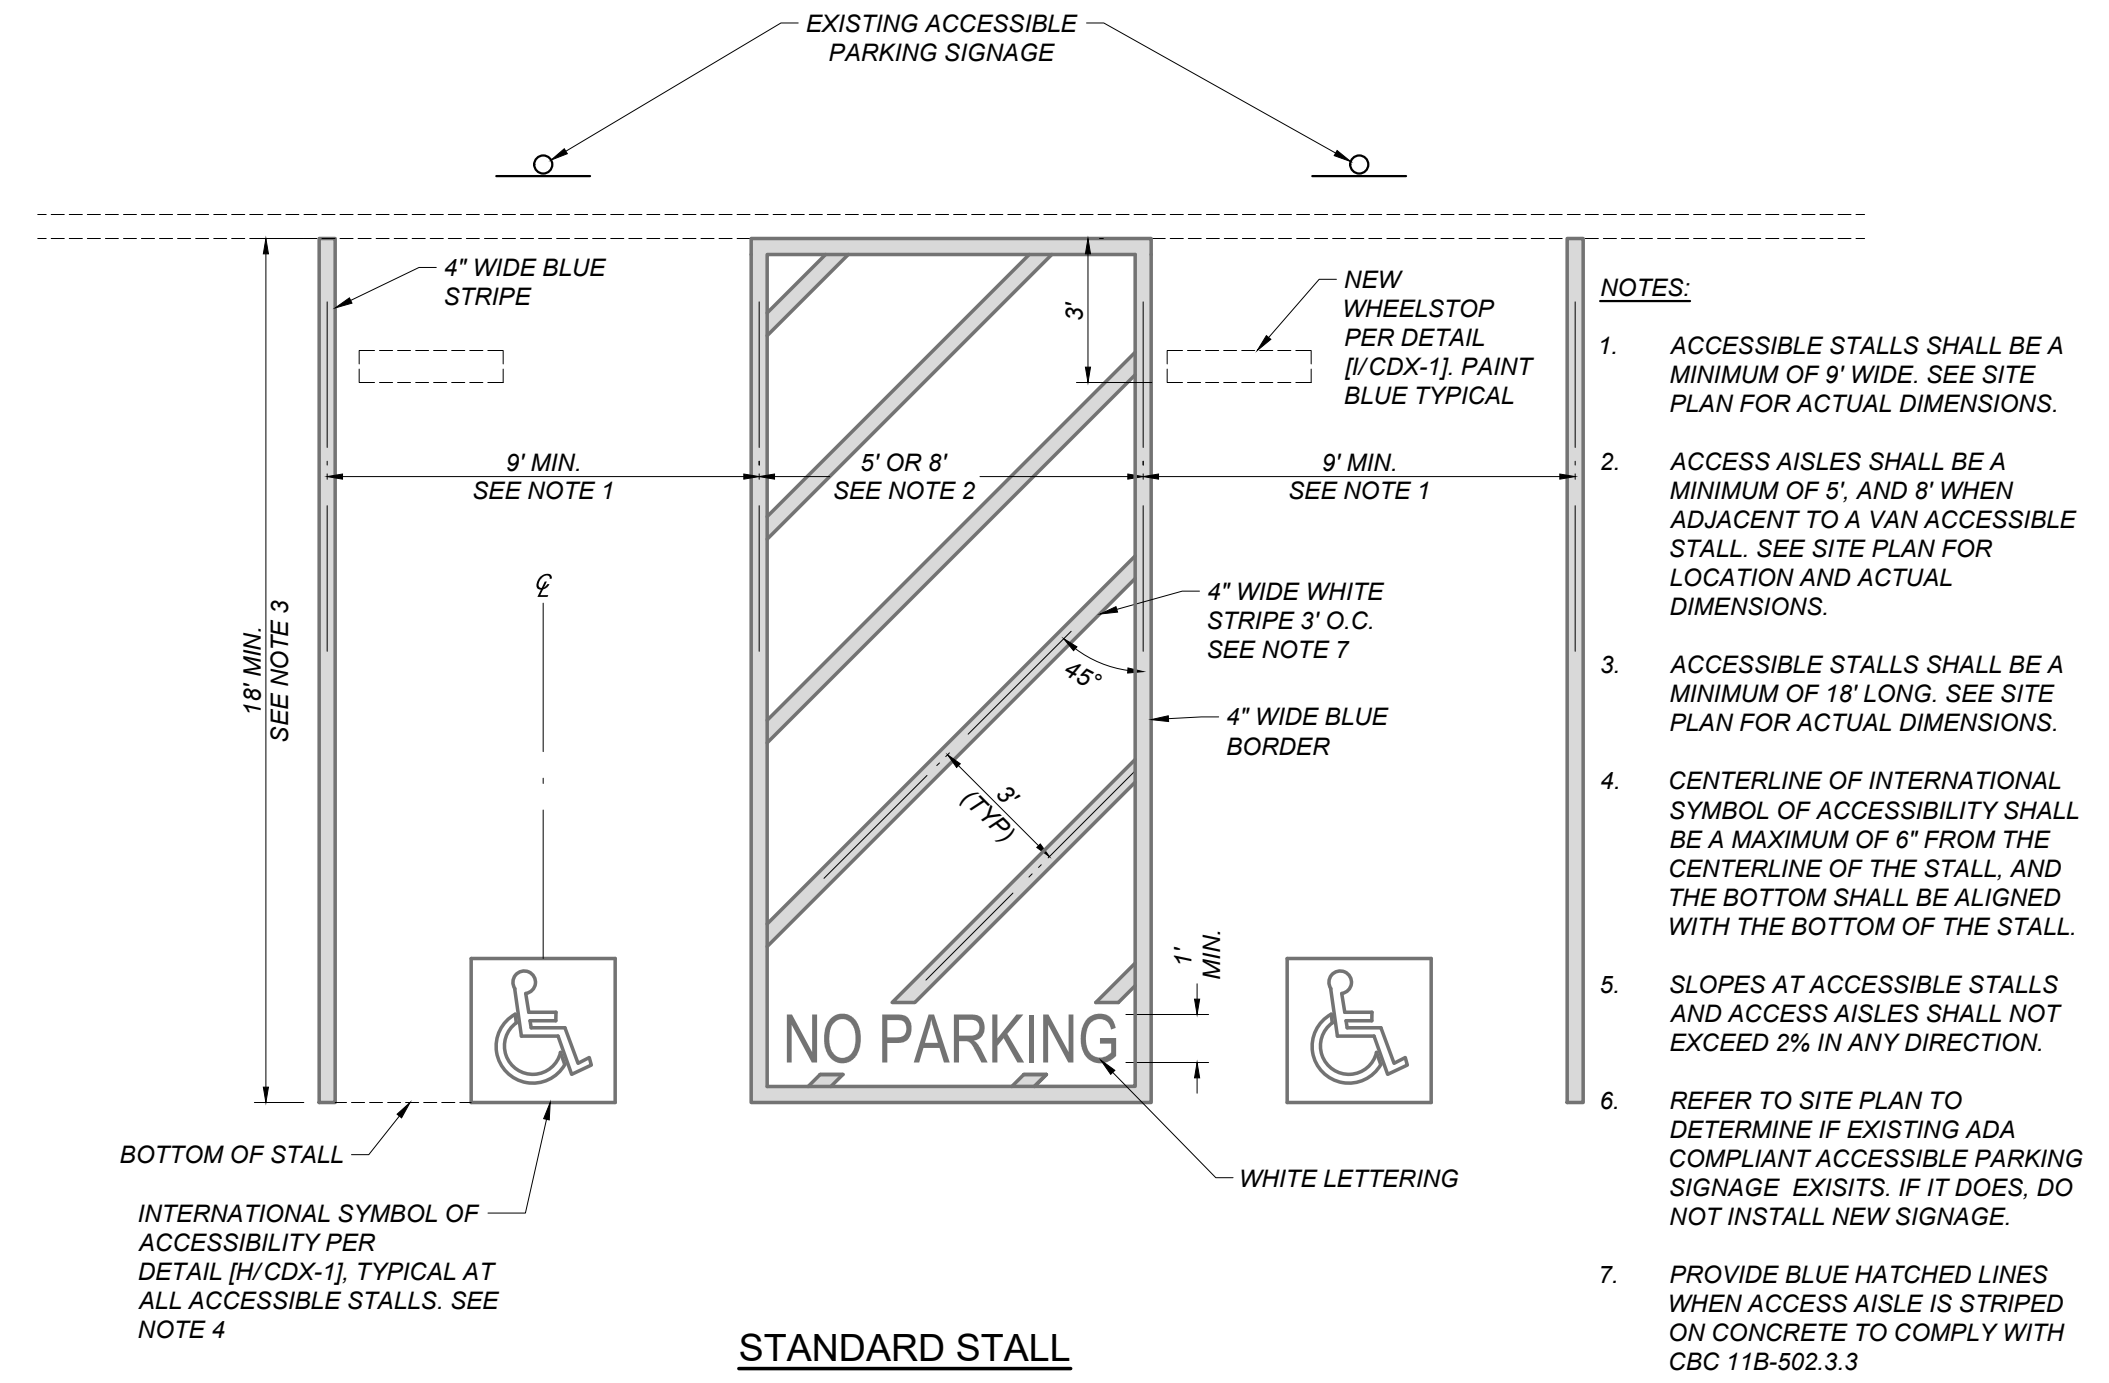 EXISTING ACCESSIBLE
PARKING SIGNAGE
4" WIDE BLUE
STRIPE
3'
NEW
WHEELSTOP
PER DETAIL
[I/CDX-1]. PAINT
BLUE TYPICAL
9' MIN.
SEE NOTE 1
5' OR 8'
SEE NOTE 2
9' MIN.
SEE NOTE 1
18' MIN.
SEE NOTE 3
℄
4" WIDE WHITE
STRIPE 3' O.C.
SEE NOTE 7
45°
4" WIDE BLUE
BORDER
3'
(TYP)
1'
MIN.
NO PARKING
BOTTOM OF STALL
WHITE LETTERING
INTERNATIONAL SYMBOL OF
ACCESSIBILITY PER
DETAIL [H/CDX-1], TYPICAL AT
ALL ACCESSIBLE STALLS. SEE
NOTE 4
STANDARD STALL
NOTES:
1. ACCESSIBLE STALLS SHALL BE A
MINIMUM OF 9' WIDE. SEE SITE
PLAN FOR ACTUAL DIMENSIONS.
2. ACCESS AISLES SHALL BE A
MINIMUM OF 5', AND 8' WHEN
ADJACENT TO A VAN ACCESSIBLE
STALL. SEE SITE PLAN FOR
LOCATION AND ACTUAL
DIMENSIONS.
3. ACCESSIBLE STALLS SHALL BE A
MINIMUM OF 18' LONG. SEE SITE
PLAN FOR ACTUAL DIMENSIONS.
4. CENTERLINE OF INTERNATIONAL
SYMBOL OF ACCESSIBILITY SHALL
BE A MAXIMUM OF 6" FROM THE
CENTERLINE OF THE STALL, AND
THE BOTTOM SHALL BE ALIGNED
WITH THE BOTTOM OF THE STALL.
5. SLOPES AT ACCESSIBLE STALLS
AND ACCESS AISLES SHALL NOT
EXCEED 2% IN ANY DIRECTION.
6. REFER TO SITE PLAN TO
DETERMINE IF EXISTING ADA
COMPLIANT ACCESSIBLE PARKING
SIGNAGE EXISITS. IF IT DOES, DO
NOT INSTALL NEW SIGNAGE.
7. PROVIDE BLUE HATCHED LINES
WHEN ACCESS AISLE IS STRIPED
ON CONCRETE TO COMPLY WITH
CBC 11B-502.3.3